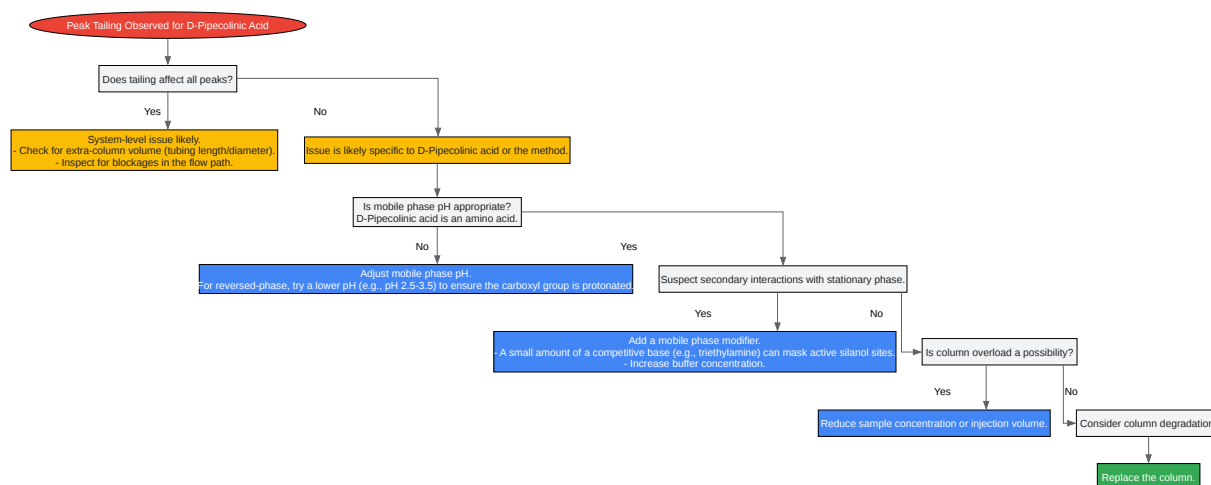 Peak Tailing Observed for D-Pipecolinic Acid
Does tailing affect all peaks?
Yes
No
System-level issue likely.
- Check for extra-column volume (tubing length/diameter).
- Inspect for blockages in the flow path.
Issue is likely specific to D-Pipecolinic acid or the method.
Is mobile phase pH appropriate?
D-Pipecolinic acid is an amino acid.
No
Yes
Adjust mobile phase pH.
For reversed-phase, try a lower pH (e.g., pH 2.5-3.5) to ensure the carboxyl group is protonated.
Suspect secondary interactions with stationary phase.
Yes
No
Add a mobile phase modifier.
- A small amount of a competitive base (e.g., triethylamine) can mask active silanol sites.
- Increase buffer concentration.
Is column overload a possibility?
Yes
No
Reduce sample concentration or injection volume.
Consider column degradation
Replace the column.